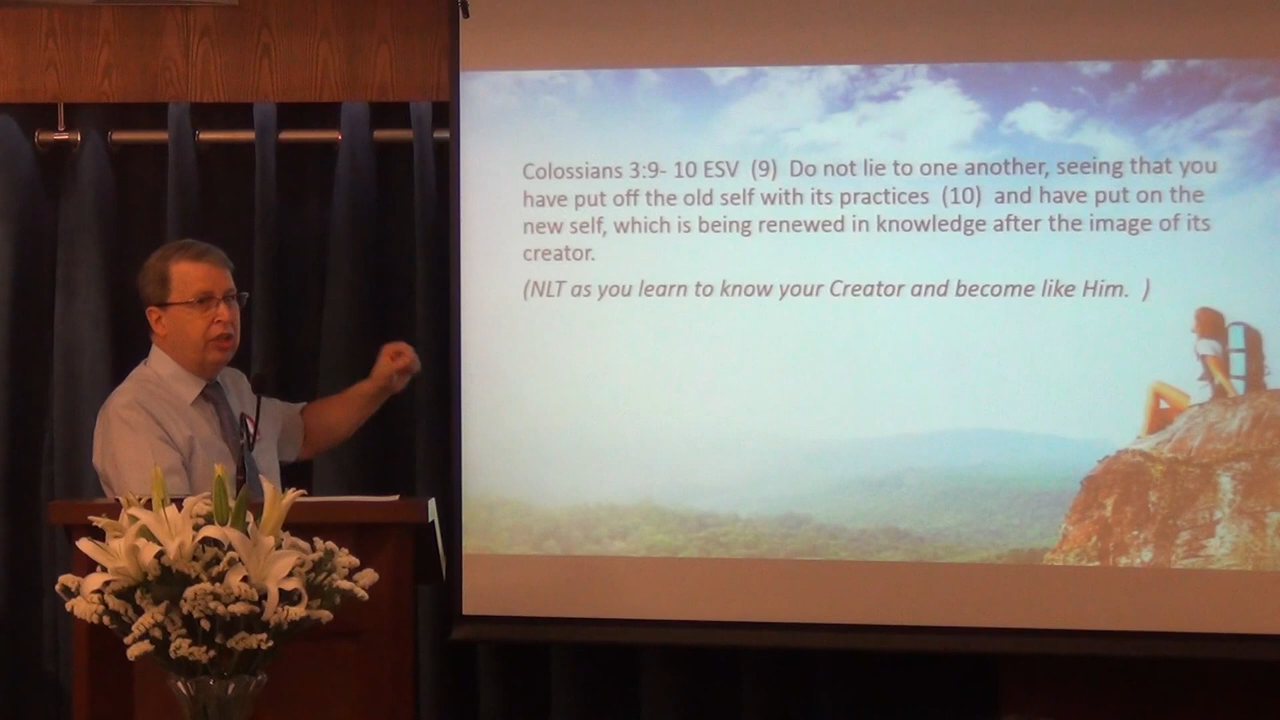 Colossians 3:9- 10 ESV (9) Do not lie to one another, seeing that you
have put off the old self with its practices (10) and have put on the
new self, which is being renewed in knowledge after the image of its
creator.
(NLT as you learn to know your Creator and become like Him. )